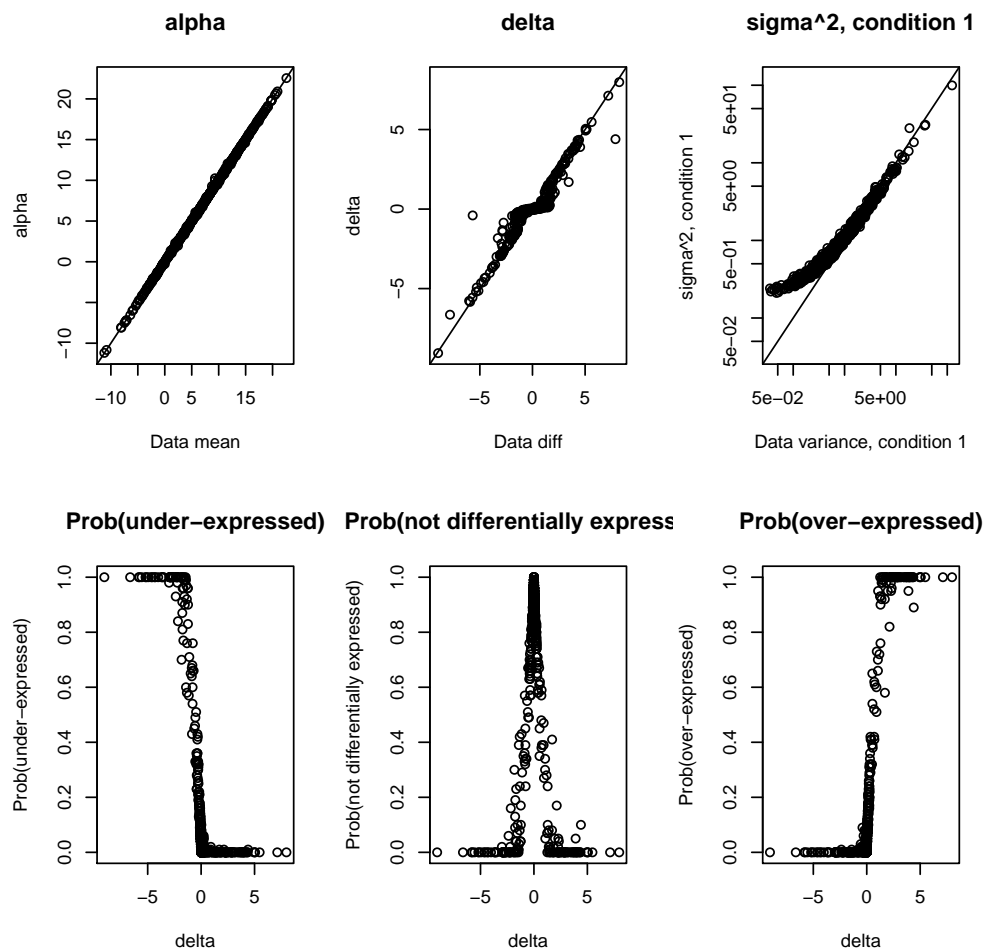 alpha
alpha
20
15
10
5
0
−10
−10
0
5
15
Data mean
delta
delta
5
0
−5
−5
0
5
Data diff
sigma^2, condition 1
sigma^2, condition 1
5e+01
5e+00
5e−01
5e−02
5e−02
5e+00
Data variance, condition 1
Prob(under−expressed)
Prob(under−expressed)
1.0
0.8
0.6
0.4
0.2
0.0
−5
0
5
delta
Prob(not differentially express
Prob(not differentially expressed)
1.0
0.8
0.6
0.4
0.2
0.0
−5
0
5
delta
Prob(over−expressed)
Prob(over−expressed)
1.0
0.8
0.6
0.4
0.2
0.0
−5
0
5
delta